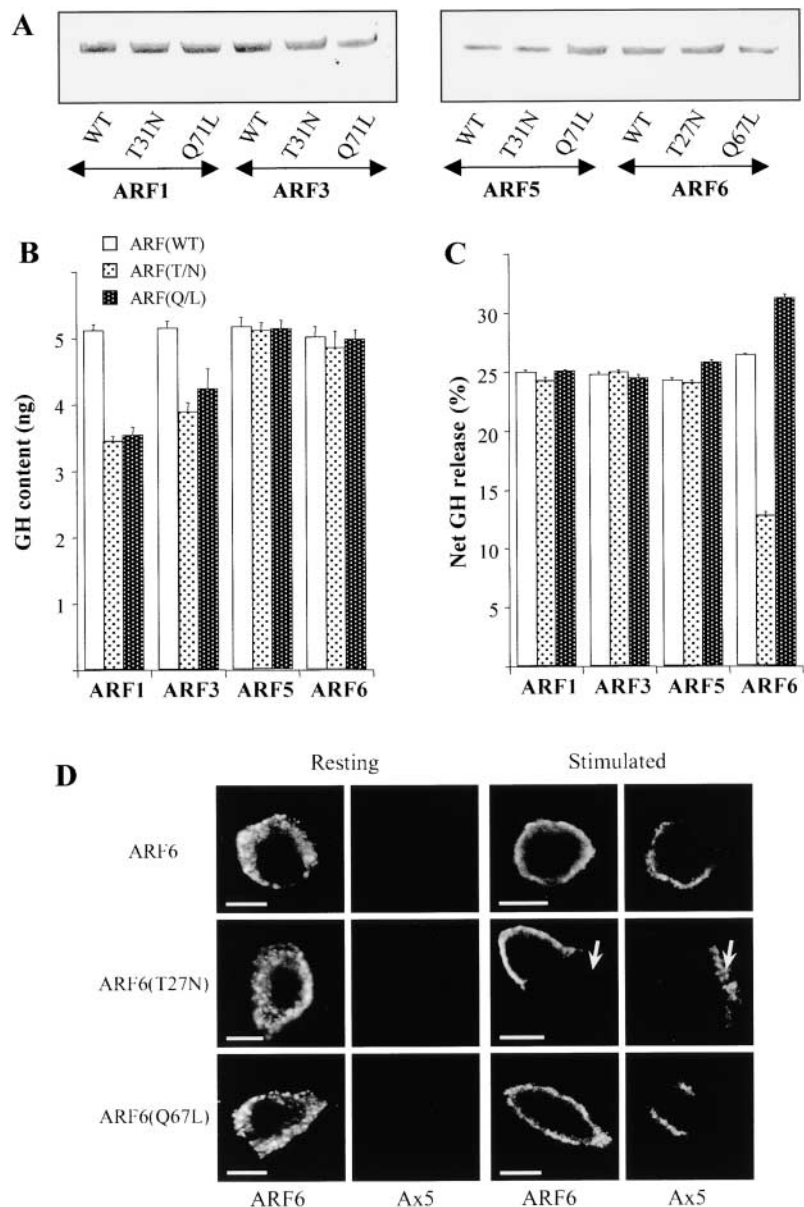 A
WT T31N Q71L WT T31N Q71L
ARF1 ARF3
WT T31N Q71L WT T27N Q67L
ARF5 ARF6
B
ARF(WT)
ARF(T/N)
ARF(Q/L)
GH content (ng)
5
4
3
2
1
ARF1 ARF3 ARF5 ARF6
C
Net GH release (%)
30
25
20
15
10
5
ARF1 ARF3 ARF5 ARF6
D
Resting Stimulated
ARF6
ARF6(T27N)
ARF6(Q67L)
ARF6 Ax5 ARF6 Ax5